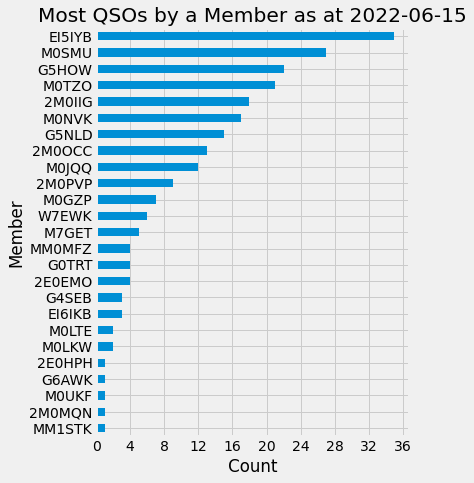 Most QSOs by a Member as at 2022-06-15
EI5IYB
M0SMU
G5HOW
M0TZO
2M0IIG
M0NVK
G5NLD
2M0OCC
M0JQQ
2M0PVP
M0GZP
W7EWK
M7GET
MM0MFZ
G0TRT
2E0EMO
G4SEB
EI6IKB
M0LTE
M0LKW
2E0HPH
G6AWK
M0UKF
2M0MQN
MM1STK
Member
0 4 8 12 16 20 24 28 32 36
Count